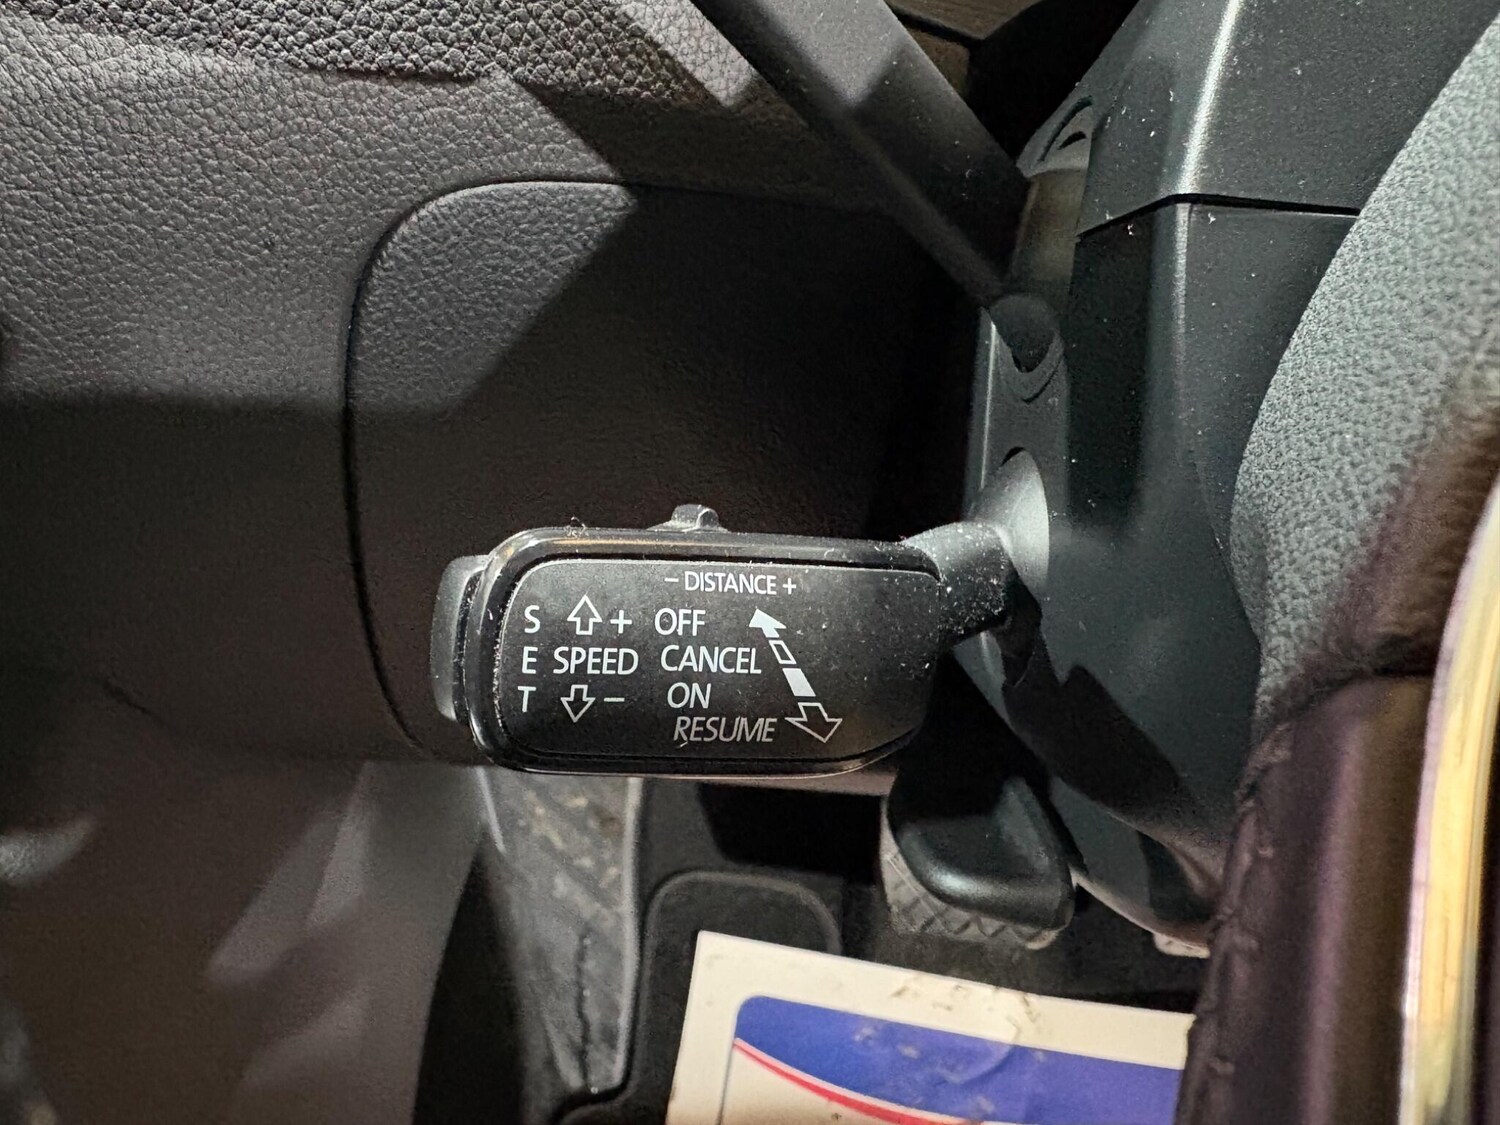 - DISTANCE +
S + OFF
E SPEED CANCEL
T - ON
RESUME